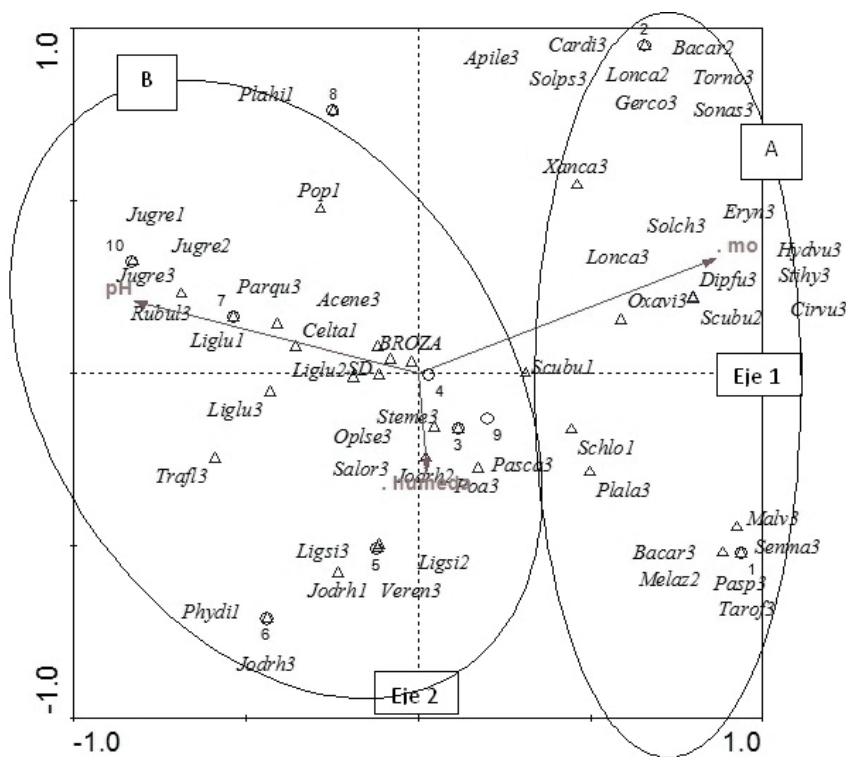 1.0
2
Cardi3
Bacar2
Apile3
Lonca2
Torno3
Solps3
B
8
Plahi1
Gerco3
Sonas3
A
Xanca3
Pop1
Jugre1
Eryn3
Solch3
10
Jugre2
. mo
Hydvu3
Lonca3
Jugre3
Parqu3
Dipfu3
Stihy3
pH
7
Acene3
Oxavi3
Cirvu3
Rubul3
Scubu2
Liglu1
Celta1
BROZA
Liglu2
SD
Scubu1
Eje 1
4
Liglu3
Steme3
3
9
Oplse3
Schlo1
Trafl3
Salor3
Jodrh2
Pasca3
. Humeda
Poa3
Plala3
Malv3
Ligsi3
5
Ligsi2
Bacar3
Senma3
1
Jodrh1
Veren3
Melaz2
Pasp3
Phydi1
Tarof3
6
Jodrh3
Eje 2
-1.0
-1.0
1.0